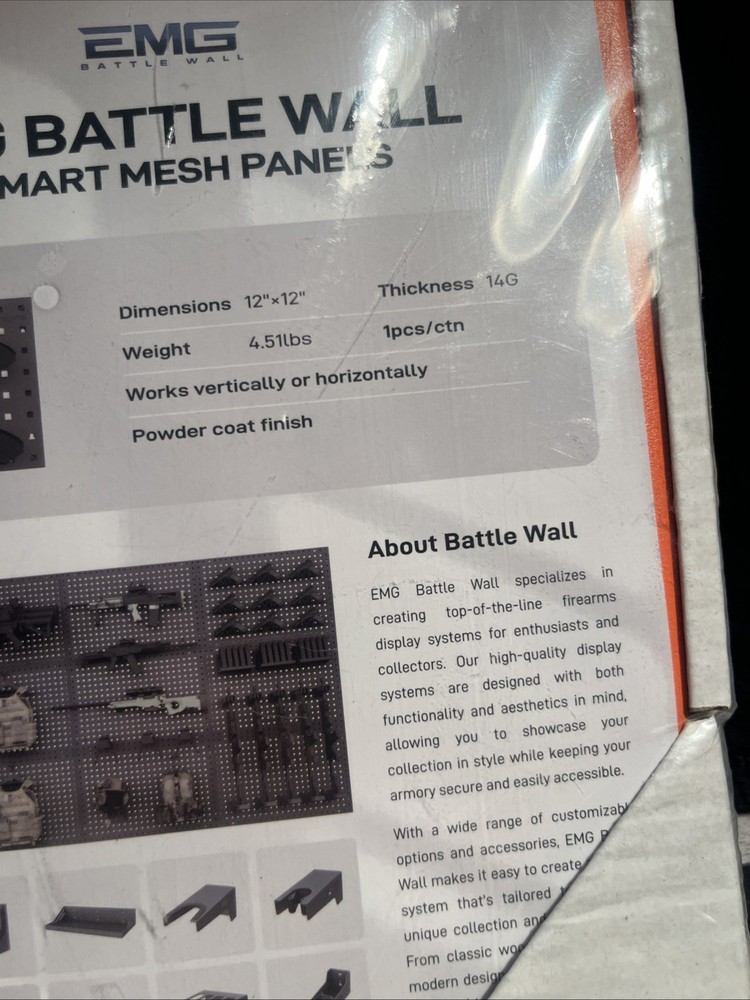 EMG
BATTLE WALL
G BATTLE WALL
MART MESH PANELS
Dimensions 12"×12" Thickness 14G
Weight 4.51lbs 1pcs/ctn
Works vertically or horizontally
Powder coat finish
About Battle Wall
EMG Battle Wall specializes in
creating top-of-the-line firearms
display systems for enthusiasts and
collectors. Our high-quality display
systems are designed with both
functionality and aesthetics in mind,
allowing you to showcase your
collection in style while keeping your
armory secure and easily accessible.
With a wide range of customizabl
options and accessories, EMG
Wall makes it easy to create
system that's tailored
unique collection and
From classic
modern